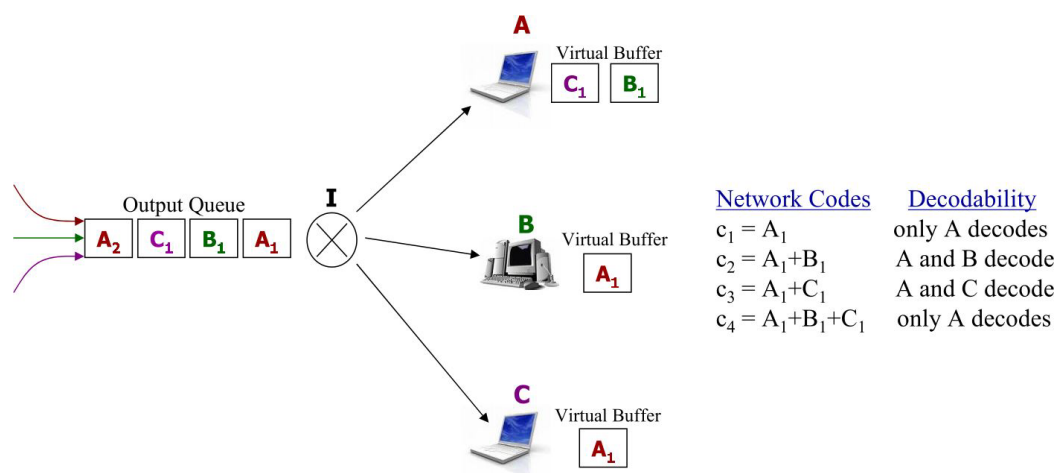 A
Virtual Buffer
C₁ B₁
I
Output Queue
A₂ C₁ B₁ A₁
B
Virtual Buffer
A₁
C
Virtual Buffer
A₁
Network Codes Decodability
c₁ = A₁ only A decodes
c₂ = A₁+B₁ A and B decode
c₃ = A₁+C₁ A and C decode
c₄ = A₁+B₁+C₁ only A decodes